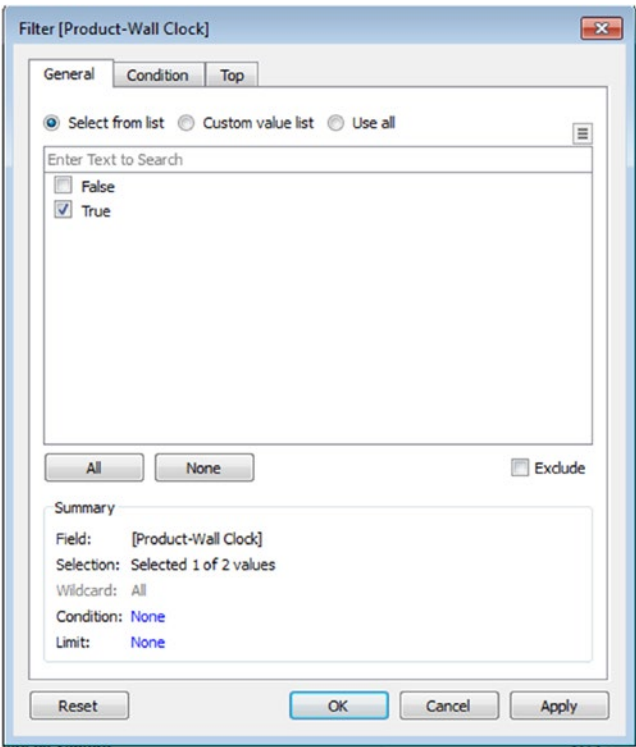 Filter [Product-Wall Clock]
General Condition Top
Select from list Custom value list Use all
Enter Text to Search
False
True
All None Exclude
Summary
Field: [Product-Wall Clock]
Selection: Selected 1 of 2 values
Wildcard: All
Condition: None
Limit: None
Reset OK Cancel Apply